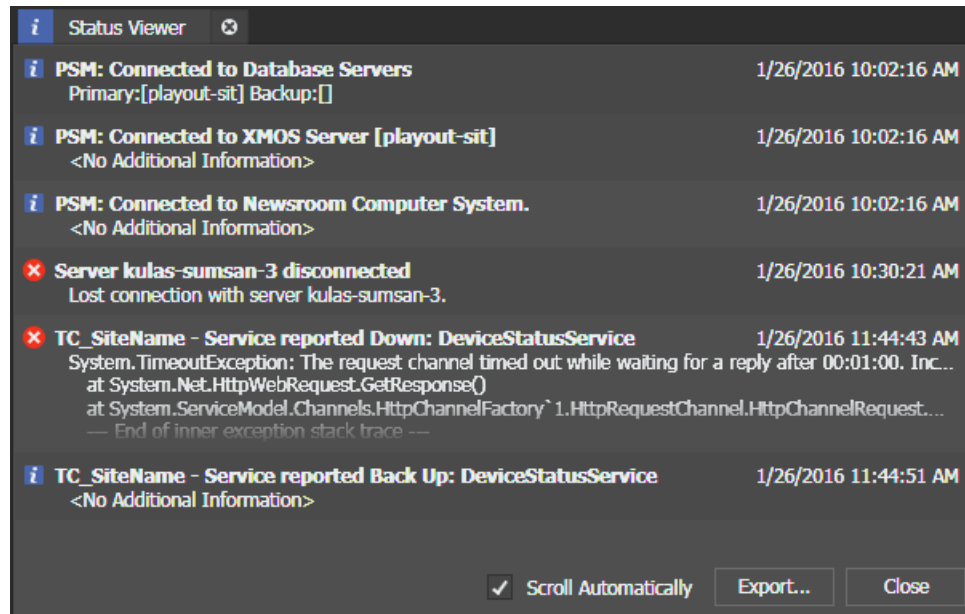 Status Viewer
PSM: Connected to Database Servers 1/26/2016 10:02:16 AM
Primary:[playout-sit] Backup:[]
PSM: Connected to XMOS Server [playout-sit] 1/26/2016 10:02:16 AM
<No Additional Information>
PSM: Connected to Newsroom Computer System. 1/26/2016 10:02:16 AM
<No Additional Information>
Server kulas-sumsan-3 disconnected 1/26/2016 10:30:21 AM
Lost connection with server kulas-sumsan-3.
TC_SiteName - Service reported Down: DeviceStatusService 1/26/2016 11:44:43 AM
System.TimeoutException: The request channel timed out while waiting for a reply after 00:01:00. Inc...
at System.Net.HttpWebRequest.GetResponse()
at System.ServiceModel.Channels.HttpChannelFactory`1.HttpRequestChannel.HttpChannelRequest....
--- End of inner exception stack trace ---
TC_SiteName - Service reported Back Up: DeviceStatusService 1/26/2016 11:44:51 AM
<No Additional Information>
Scroll Automatically Export... Close